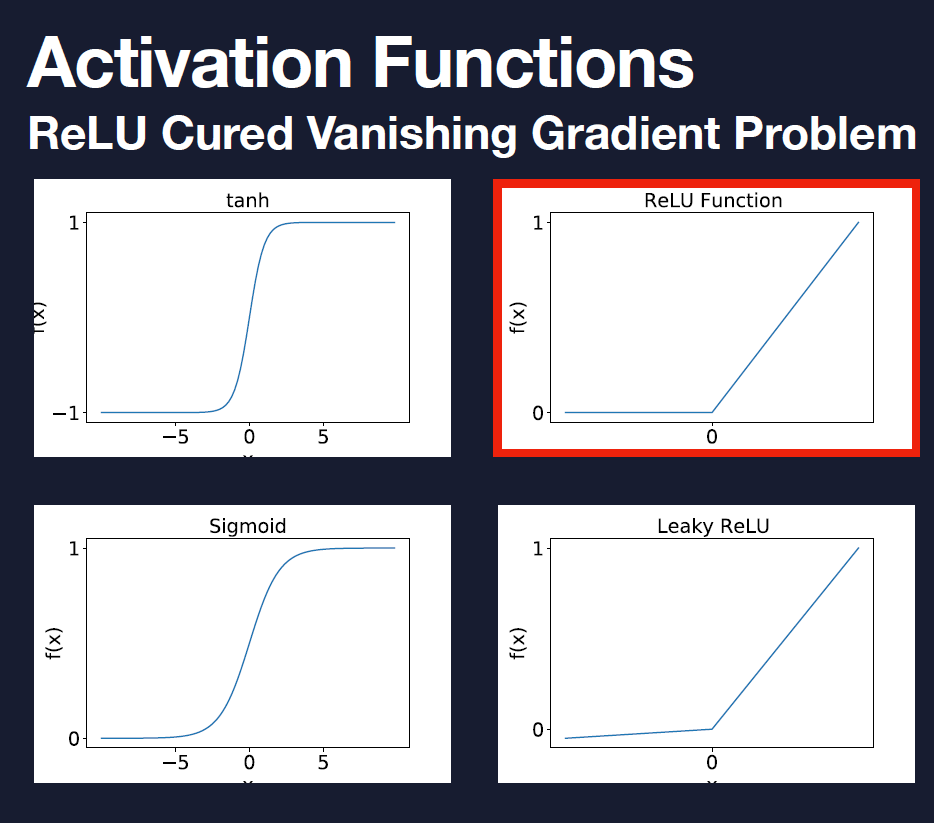 Activation Functions
ReLU Cured Vanishing Gradient Problem
tanh
1
f(x)
−1
−5 0 5
ReLU Function
1
f(x)
0
0
Sigmoid
1
f(x)
0
−5 0 5
Leaky ReLU
1
f(x)
0
0